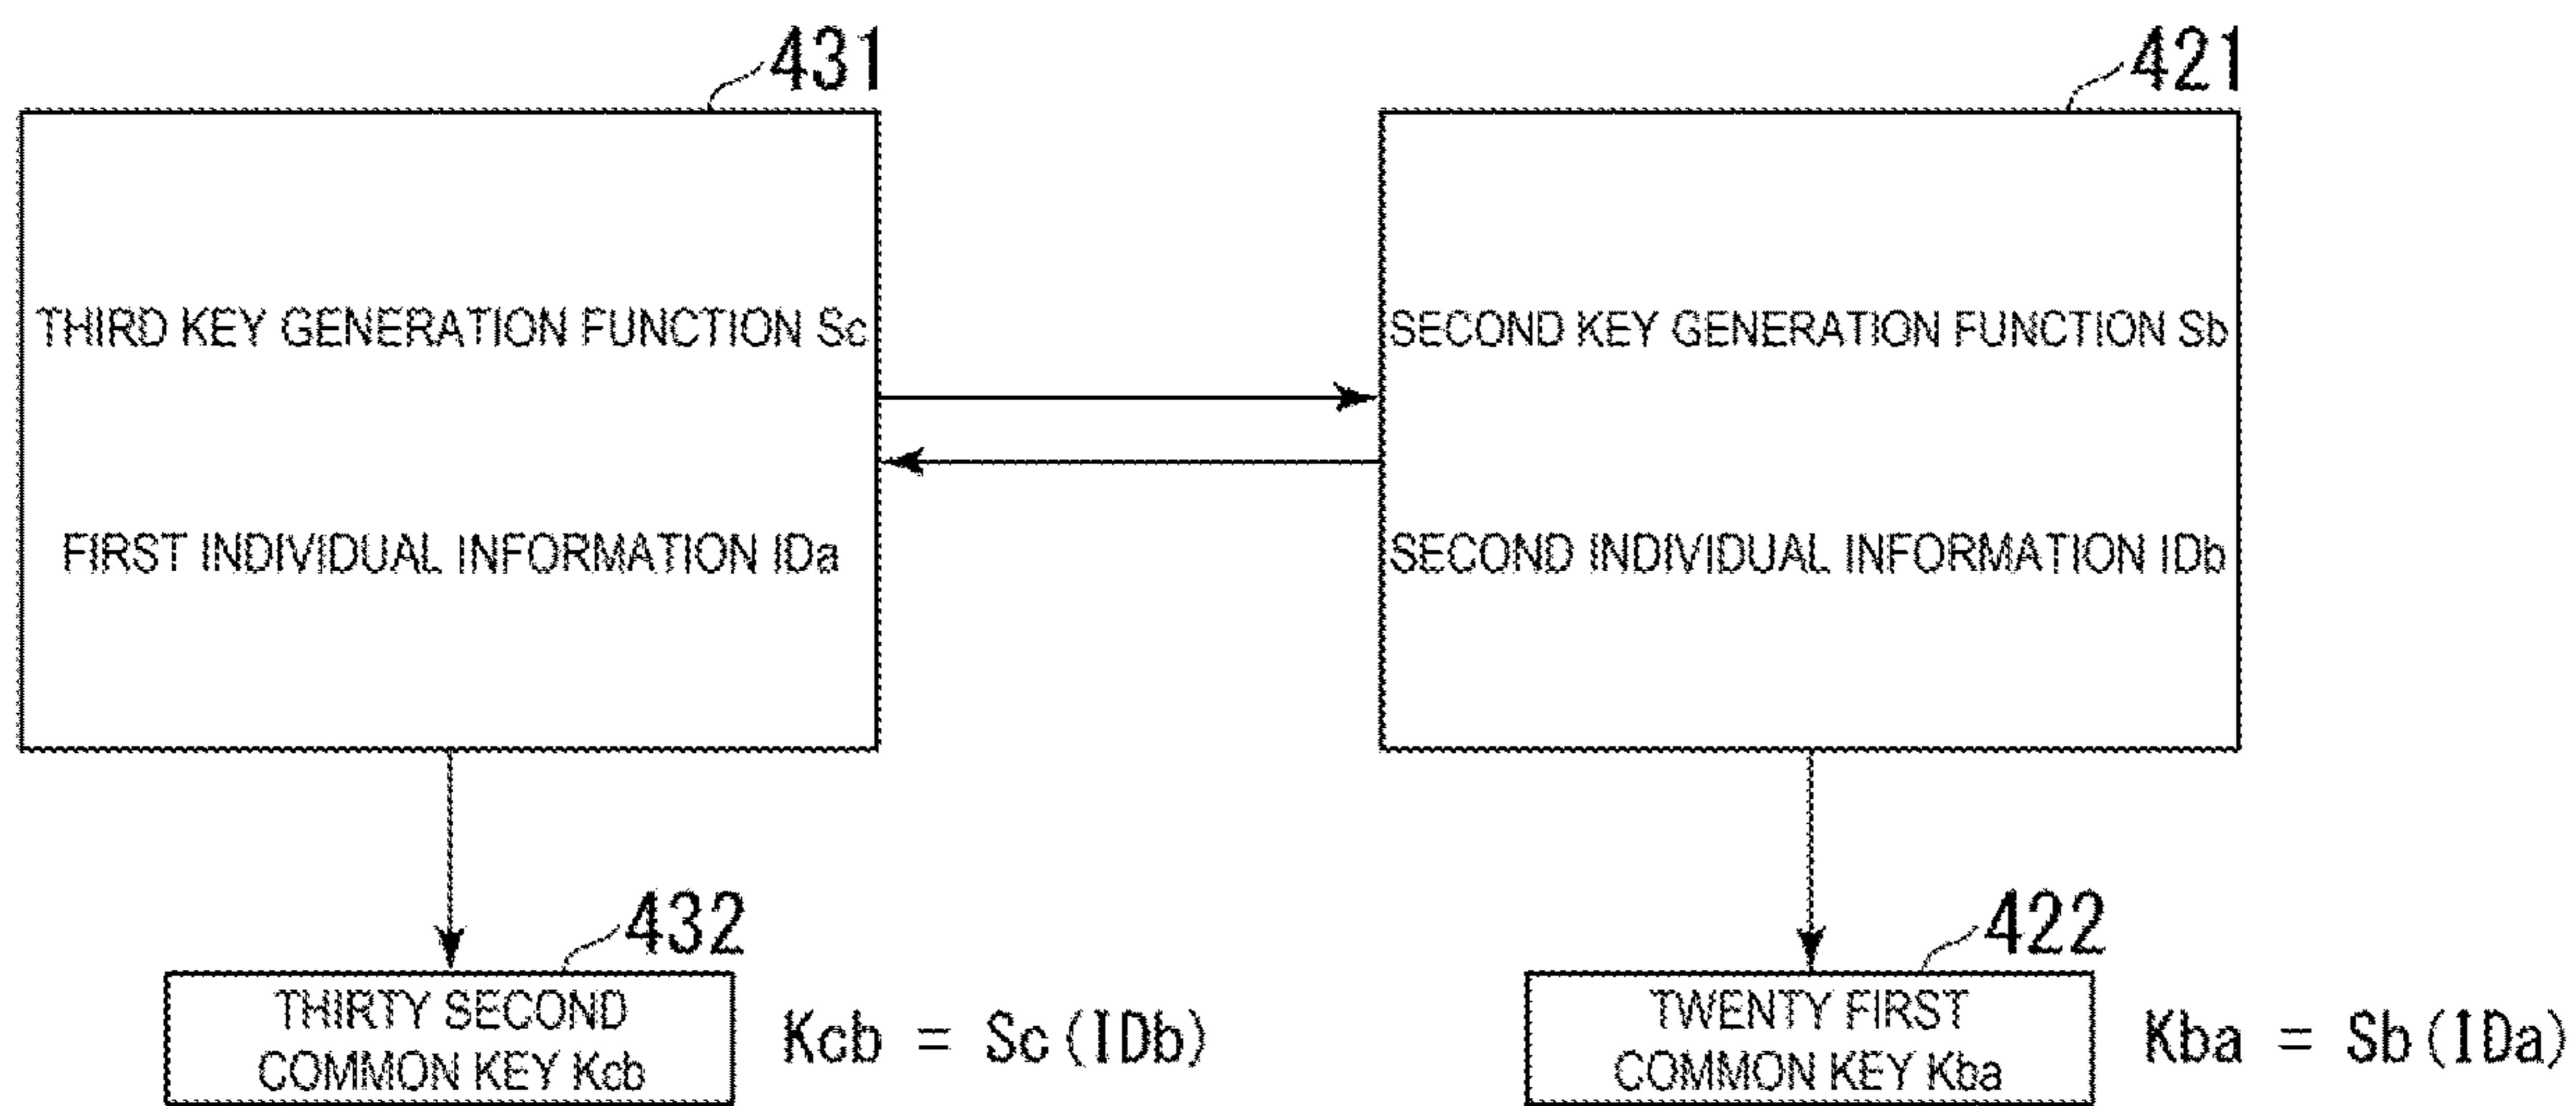 431
421
THIRD KEY GENERATION FUNCTION Sc
SECOND KEY GENERATION FUNCTION Sb
FIRST INDIVIDUAL INFORMATION IDa
SECOND INDIVIDUAL INFORMATION IDb
432
422
THIRTY SECOND
COMMON KEY Kcb
Kcb = Sc(IDb)
TWENTY FIRST
COMMON KEY Kba
Kba = Sb(IDa)